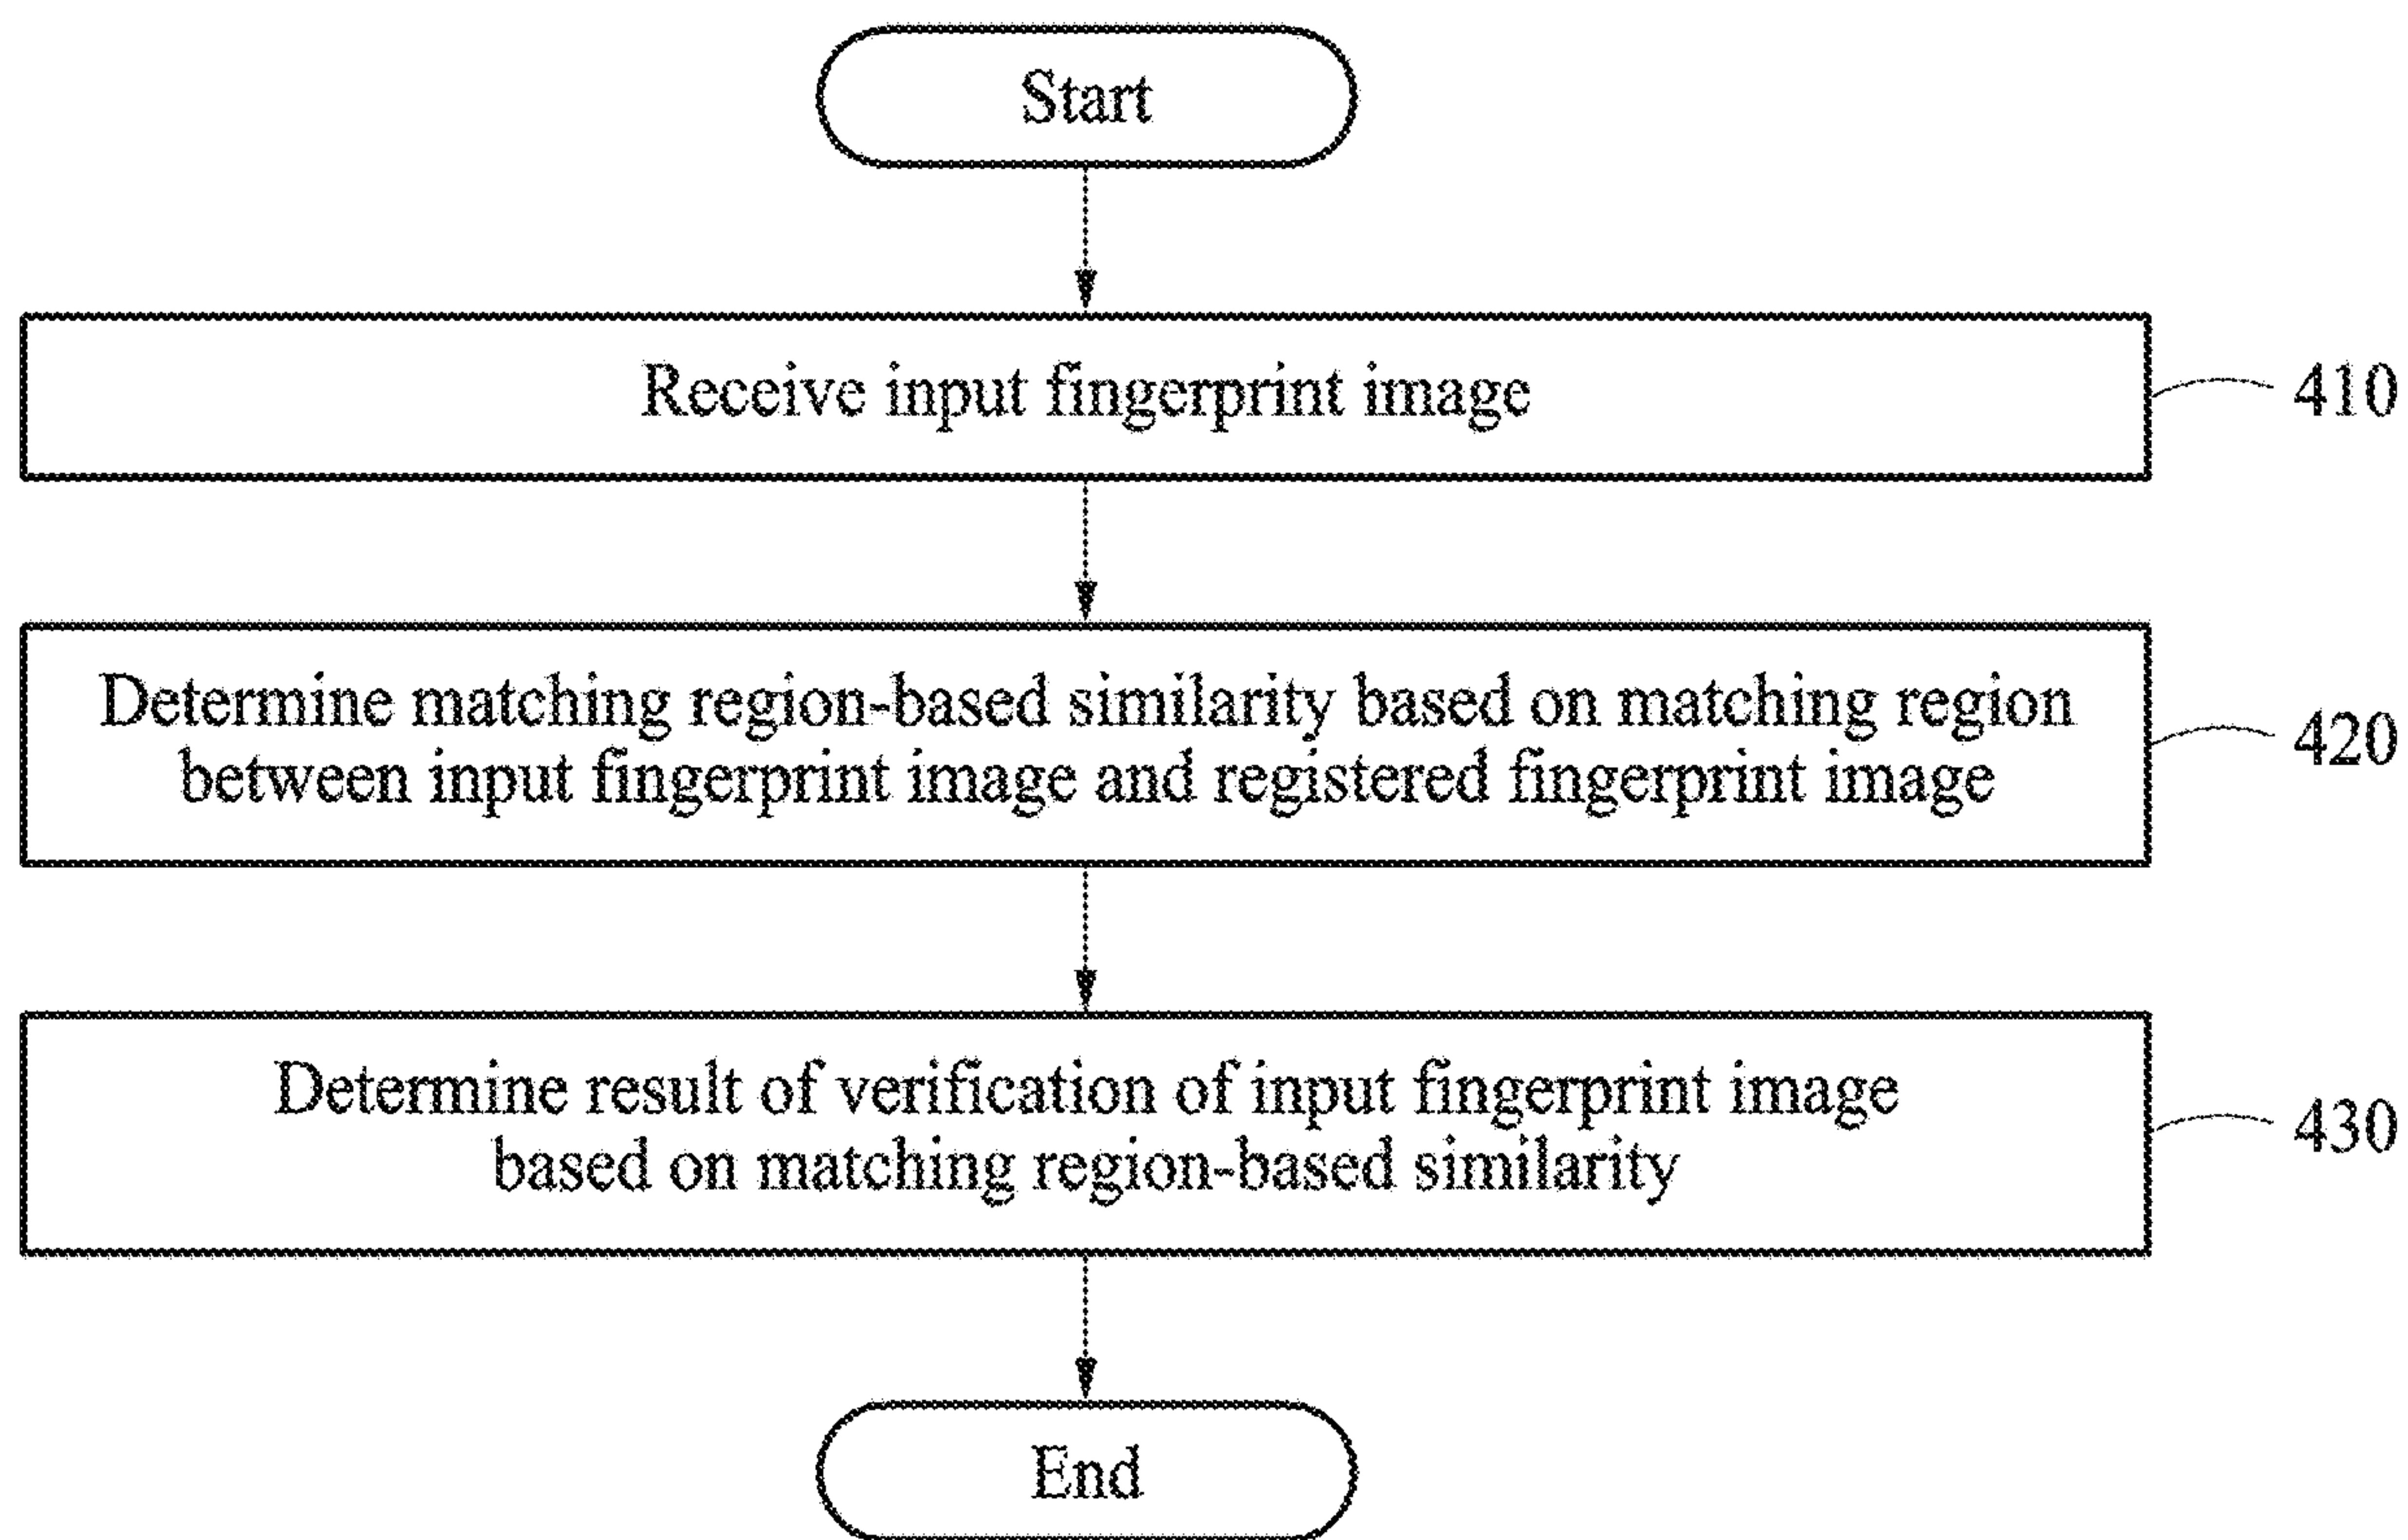 Start
Receive input fingerprint image
410
Determine matching region-based similarity based on matching region
between input fingerprint image and registered fingerprint image
420
Determine result of verification of input fingerprint image
based on matching region-based similarity
430
End